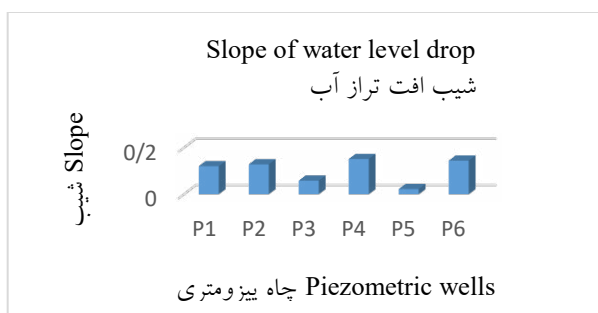 Slope of water level drop
شیب افت تراز آب
شیب Slope
0/2
0
P1 P2 P3 P4 P5 P6
چاه پیزومتری Piezometric wells